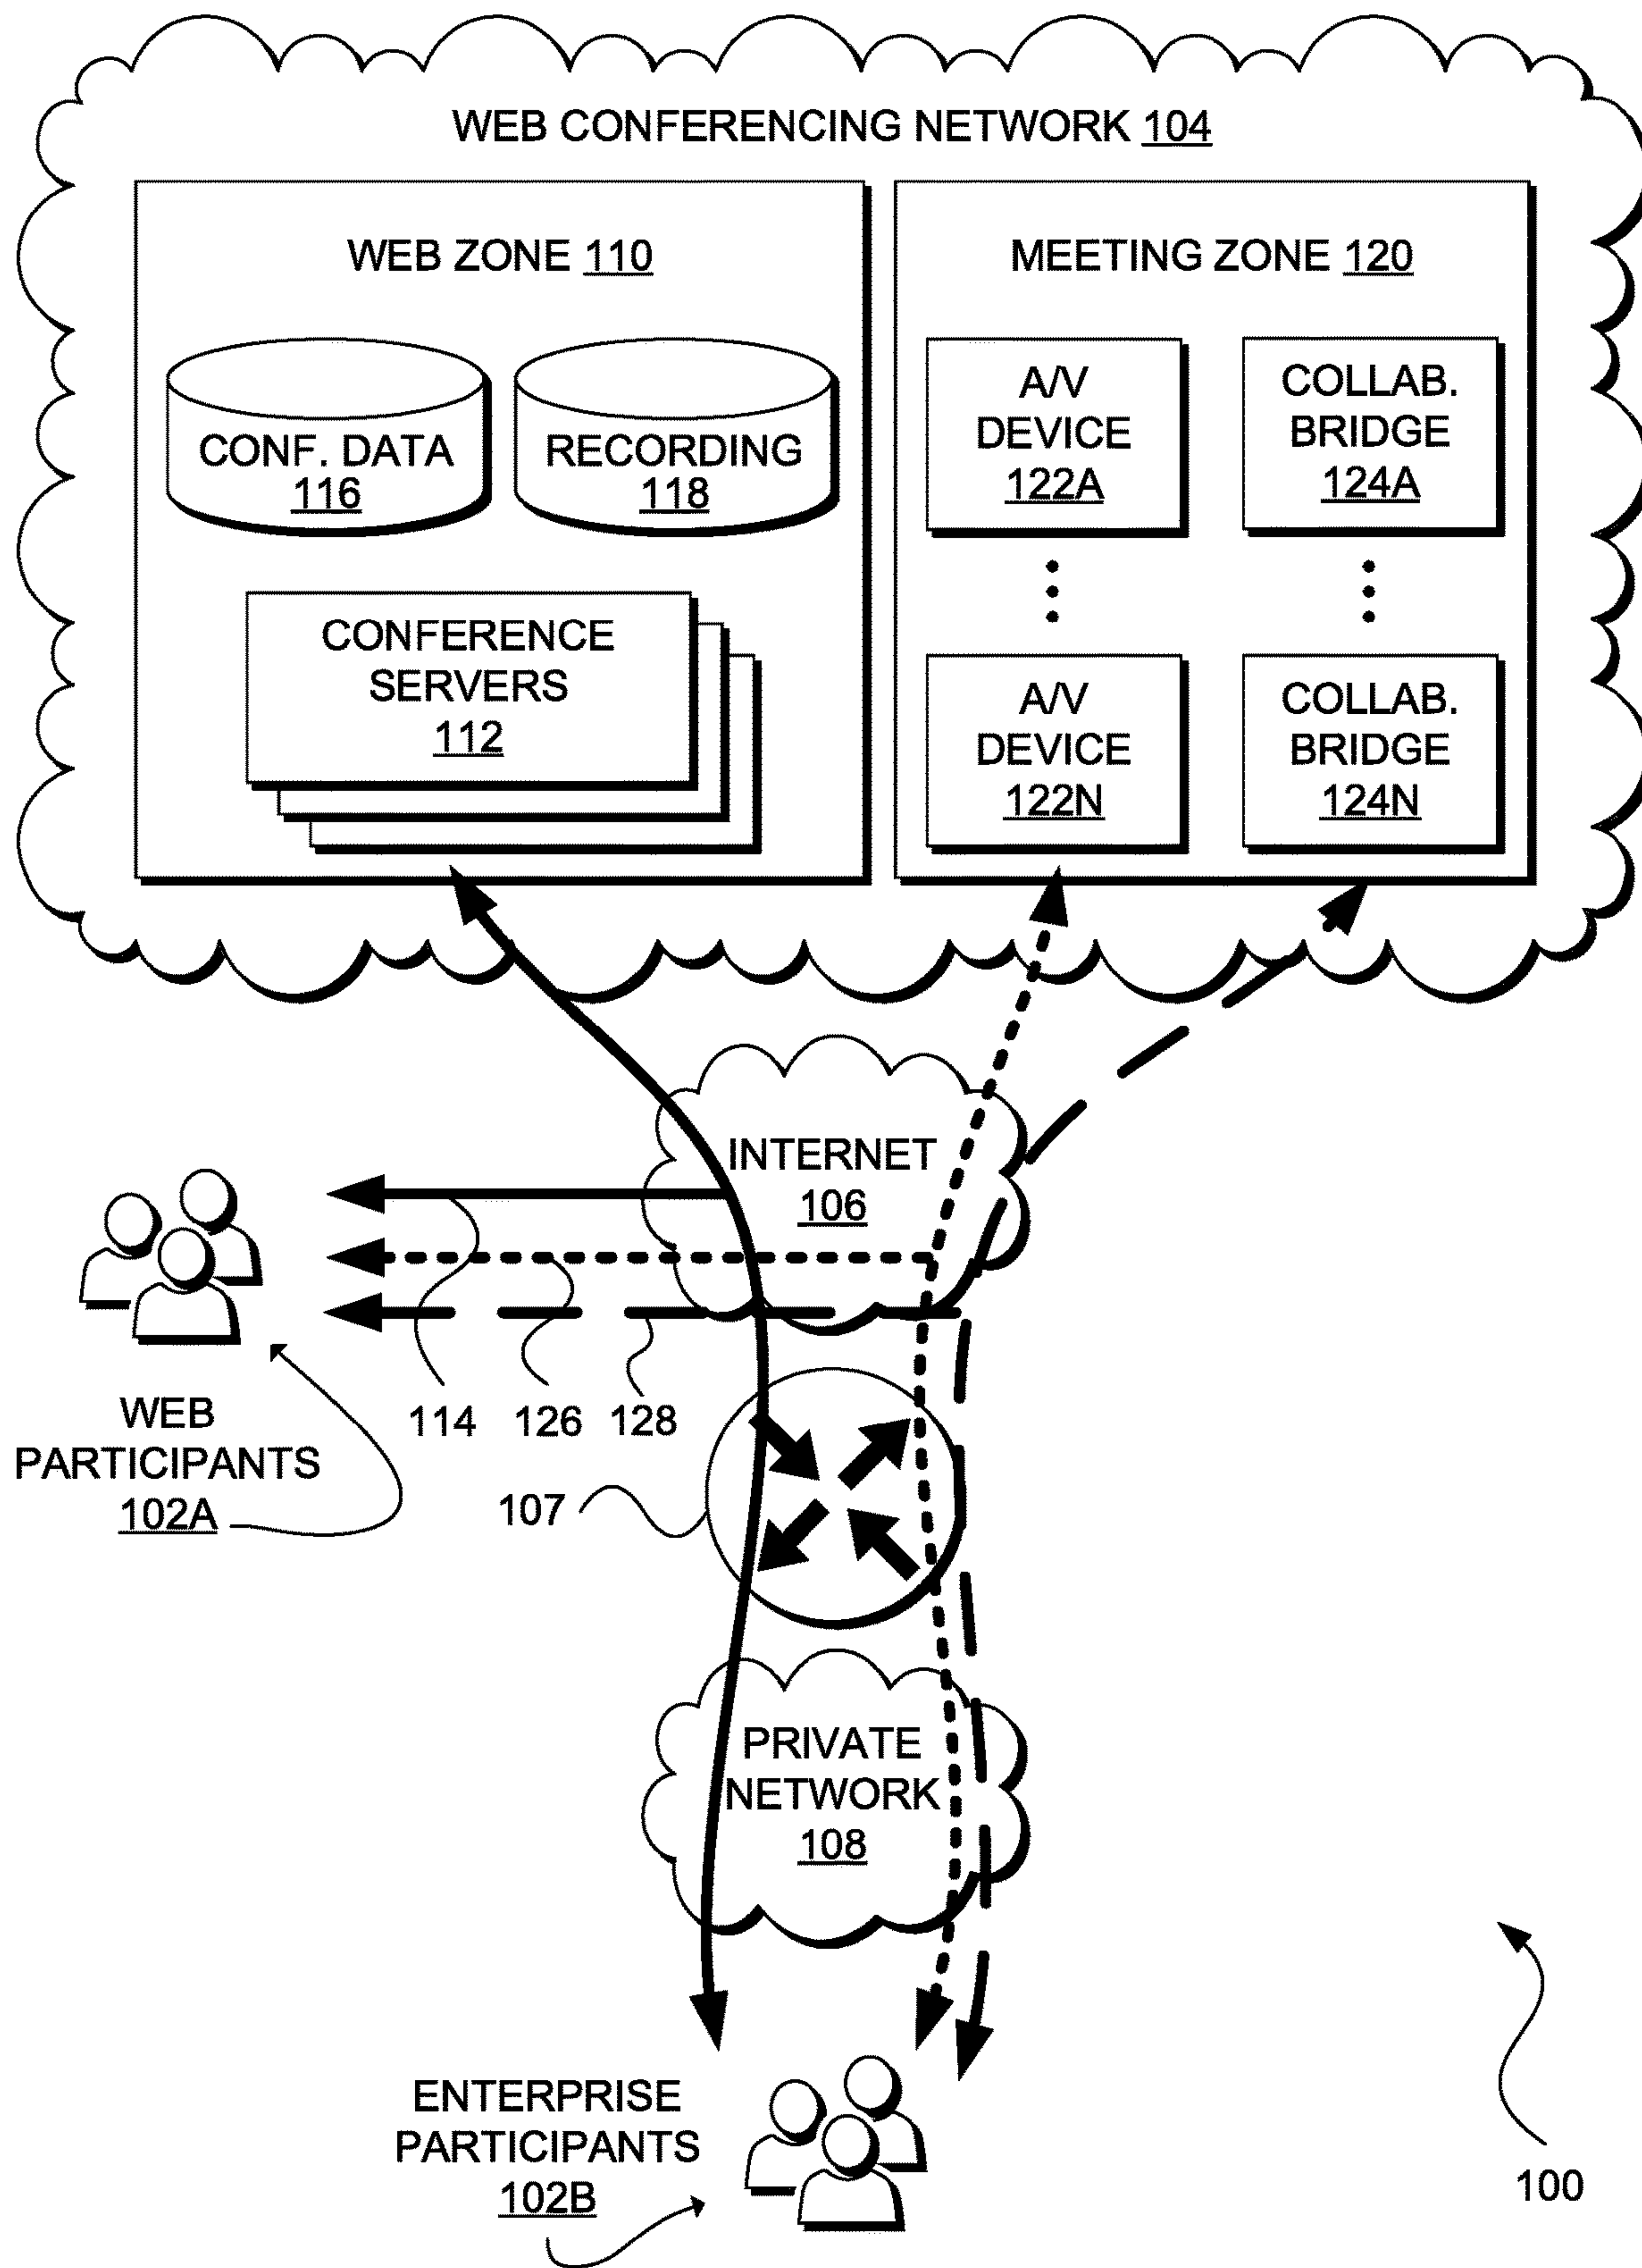 WEB CONFERENCING NETWORK 104
WEB ZONE 110
CONF. DATA
116
RECORDING
118
CONFERENCE
SERVERS
112
MEETING ZONE 120
A/V
DEVICE
122A
COLLAB.
BRIDGE
124A
A/V
DEVICE
122N
COLLAB.
BRIDGE
124N
INTERNET
106
WEB
PARTICIPANTS
102A
114
126
128
107
PRIVATE
NETWORK
108
ENTERPRISE
PARTICIPANTS
102B
100